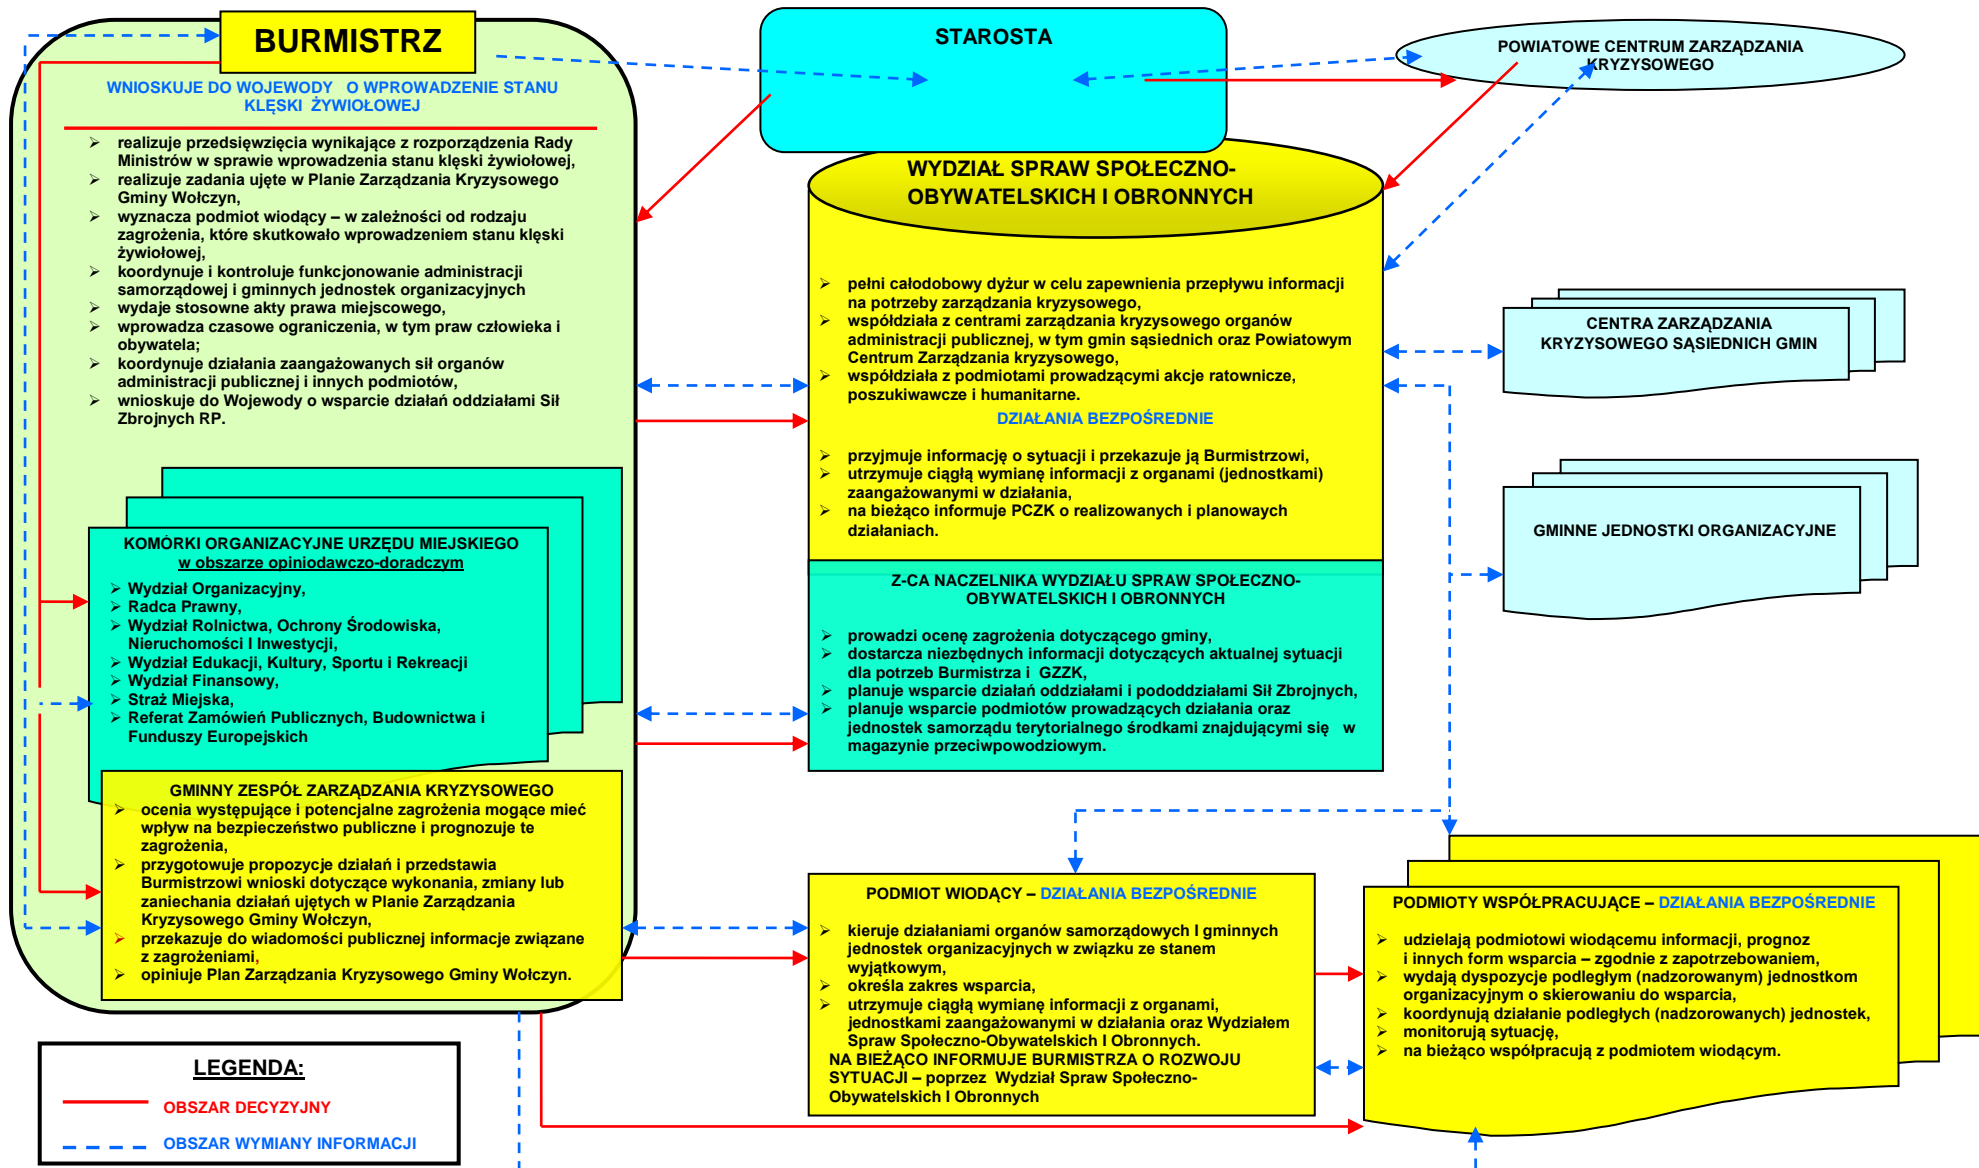 BURMISTRZ
WNIOSKUJE DO WOJEWODY O WPROWADZENIE STANU
KLĘSKI ŻYWIOŁOWEJ
realizuje przedsięwzięcia wynikające z rozporządzenia Rady
Ministrów w sprawie wprowadzenia stanu klęski żywiołowej,
realizuje zadania ujęte w Planie Zarządzania Kryzysowego
Gminy Wołczyn,
wyznacza podmiot wiodący – w zależności od rodzaju
zagrożenia, które skutkowało wprowadzeniem stanu klęski
żywiołowej,
koordynuje i kontroluje funkcjonowanie administracji
samorządowej i gminnych jednostek organizacyjnych
wydaje stosowne akty prawa miejscowego,
wprowadza czasowe ograniczenia, w tym praw człowieka i
obywatela;
koordynuje działania zaangażowanych sił organów
administracji publicznej i innych podmiotów,
wnioskuje do Wojewody o wsparcie działań oddziałami Sił
Zbrojnych RP.
KOMÓRKI ORGANIZACYJNE URZĘDU MIEJSKIEGO
w obszarze opiniodawczo-doradczym
Wydział Organizacyjny,
Radca Prawny,
Wydział Rolnictwa, Ochrony Środowiska,
Nieruchomości I Inwestycji,
Wydział Edukacji, Kultury, Sportu i Rekreacji
Wydział Finansowy,
Straż Miejska,
Referat Zamówień Publicznych, Budownictwa i
Funduszy Europejskich
GMINNY ZESPÓŁ ZARZĄDZANIA KRYZYSOWEGO
ocenia występujące i potencjalne zagrożenia mogące mieć
wpływ na bezpieczeństwo publiczne i prognozuje te
zagrożenia,
przygotowuje propozycje działań i przedstawia
Burmistrzowi wnioski dotyczące wykonania, zmiany lub
zaniechania działań ujętych w Planie Zarządzania
Kryzysowego Gminy Wołczyn,
przekazuje do wiadomości publicznej informacje związane
z zagrożeniami,
opiniuje Plan Zarządzania Kryzysowego Gminy Wołczyn.
LEGENDA:
OBSZAR DECYZYJNY
OBSZAR WYMIANY INFORMACJI
STAROSTA
WYDZIAŁ SPRAW SPOŁECZNO-
OBYWATELSKICH I OBRONNYCH
pełni całodobowy dyżur w celu zapewnienia przepływu informacji
na potrzeby zarządzania kryzysowego,
współdziała z centrami zarządzania kryzysowego organów
administracji publicznej, w tym gmin sąsiednich oraz Powiatowym
Centrum Zarządzania kryzysowego,
współdziała z podmiotami prowadzącymi akcje ratownicze,
poszukiwawcze i humanitarne.
DZIAŁANIA BEZPOŚREDNIE
przyjmuje informację o sytuacji i przekazuje ją Burmistrzowi,
utrzymuje ciągłą wymianę informacji z organami (jednostkami)
zaangażowanymi w działania,
na bieżąco informuje PCZK o realizowanych i planowaych
działaniach.
Z-CA NACZELNIKA WYDZIAŁU SPRAW SPOŁECZNO-
OBYWATELSKICH I OBRONNYCH
prowadzi ocenę zagrożenia dotyczącego gminy,
dostarcza niezbędnych informacji dotyczących aktualnej sytuacji
dla potrzeb Burmistrza i GZZK,
planuje wsparcie działań oddziałami i pododdziałami Sił Zbrojnych,
planuje wsparcie podmiotów prowadzących działania oraz
jednostek samorządu terytorialnego środkami znajdującymi się w
magazynie przeciwpowodziowym.
PODMIOT WIODĄCY – DZIAŁANIA BEZPOŚREDNIE
kieruje działaniami organów samorządowych I gminnych
jednostek organizacyjnych w związku ze stanem
wyjątkowym,
określa zakres wsparcia,
utrzymuje ciągłą wymianę informacji z organami,
jednostkami zaangażowanymi w działania oraz Wydziałem
Spraw Społeczno-Obywatelskich I Obronnych.
NA BIEŻĄCO INFORMUJE BURMISTRZA O ROZWOJU
SYTUACJI – poprzez Wydział Spraw Społeczno-
Obywatelskich I Obronnych
POWIATOWE CENTRUM ZARZĄDZANIA
KRYZYSOWEGO
CENTRA ZARZĄDZANIA
KRYZYSOWEGO SĄSIEDNICH GMIN
GMINNE JEDNOSTKI ORGANIZACYJNE
PODMIOTY WSPÓŁPRACUJĄCE – DZIAŁANIA BEZPOŚREDNIE
udzielają podmiotowi wiodącemu informacji, prognoz
i innych form wsparcia – zgodnie z zapotrzebowaniem,
wydają dyspozycje podległym (nadzorowanym) jednostkom
organizacyjnym o skierowaniu do wsparcia,
koordynują działanie podległych (nadzorowanych) jednostek,
monitorują sytuację,
na bieżąco współpracują z podmiotem wiodącym.